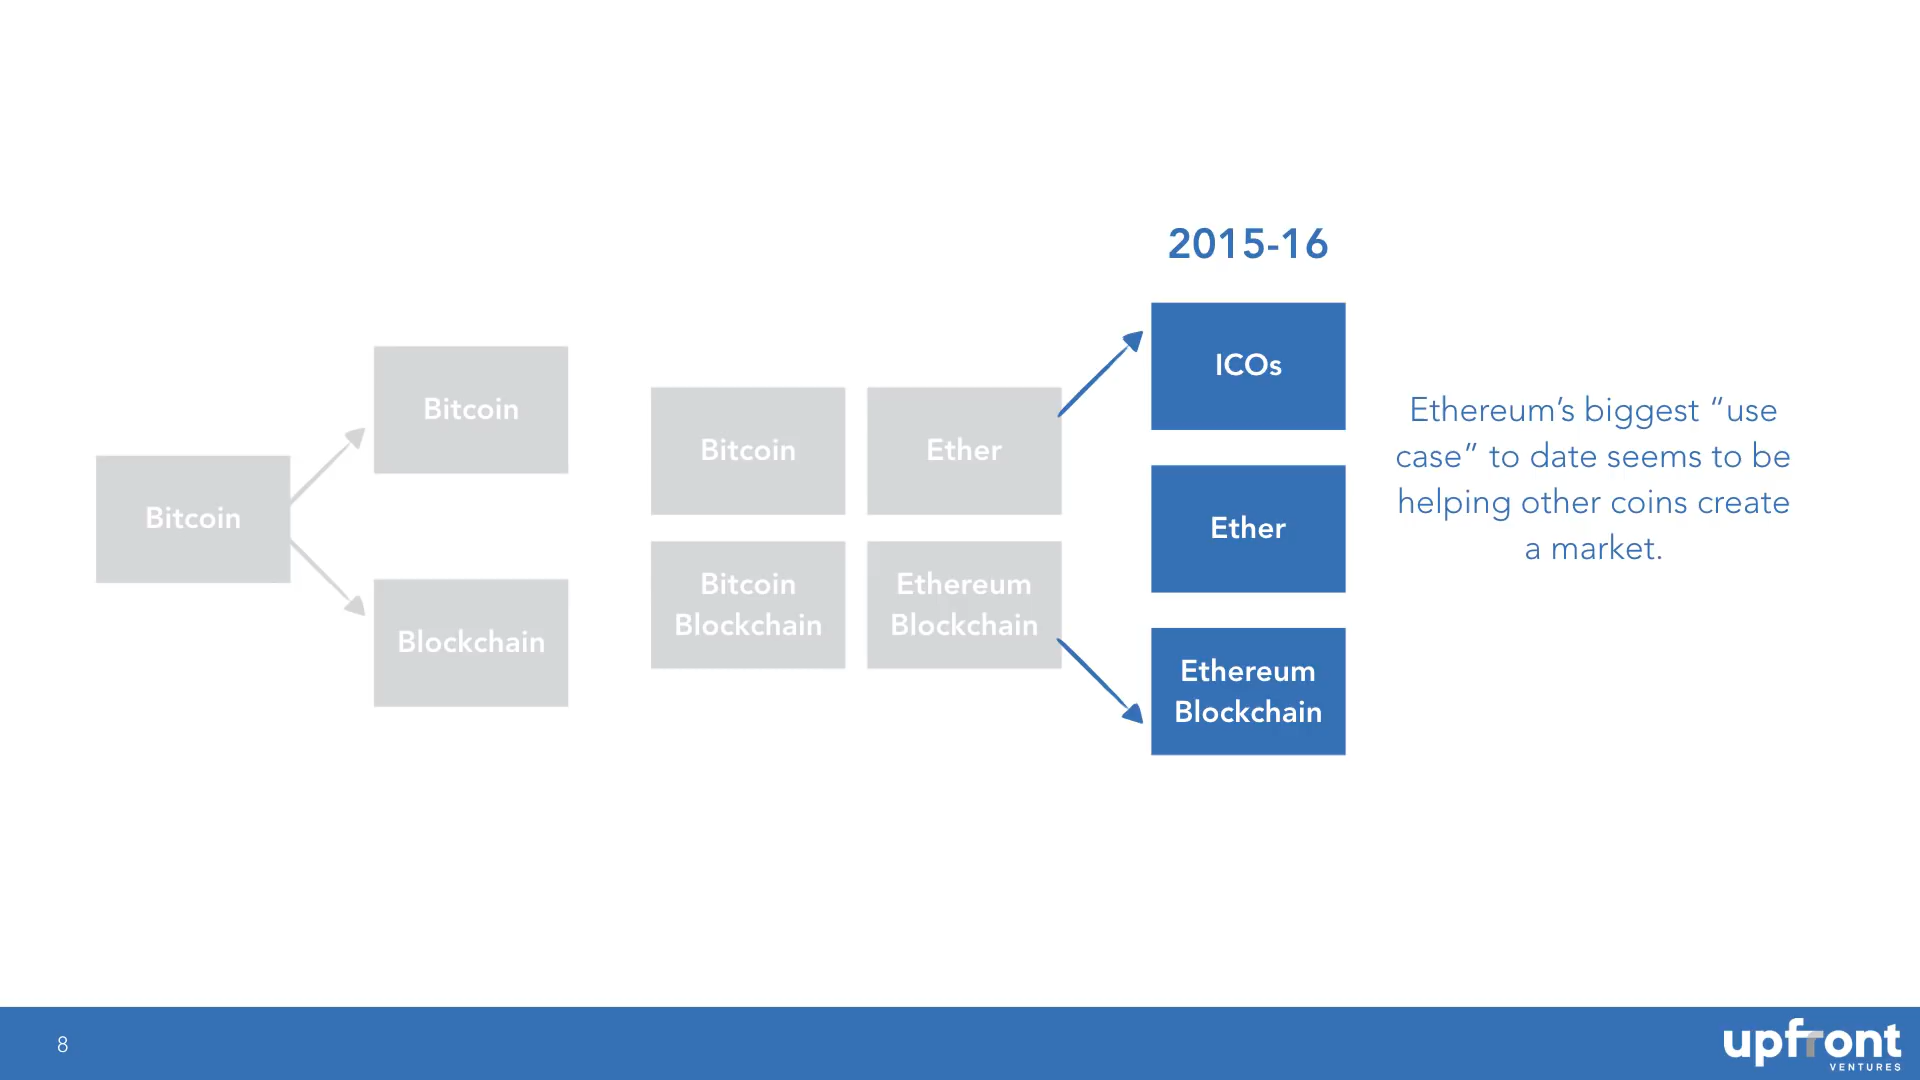 2015-16
Bitcoin
Bitcoin
Blockchain
Bitcoin
Bitcoin
Blockchain
Ether
Ethereum
Blockchain
ICOs
Ether
Ethereum
Blockchain
Ethereum’s biggest “use
case” to date seems to be
helping other coins create
a market.
8
upfront
VENTURES